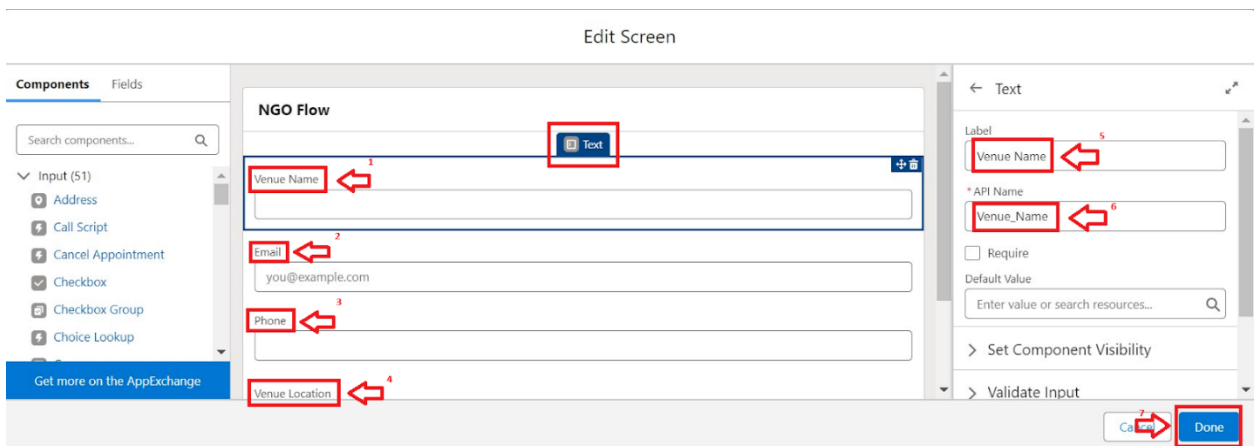 Edit Screen
Components Fields
Search components...
Input (51)
Address
Call Script
Cancel Appointment
Checkbox
Checkbox Group
Choice Lookup
Get more on the AppExchange
NGO Flow
Text
Venue Name 1
Email 2
you@example.com
Phone 3
Venue Location 4
Text
Label
Venue Name 5
* API Name
Venue_Name 6
Require
Default Value
Enter value or search resources...
Set Component Visibility
Validate Input
7
Done